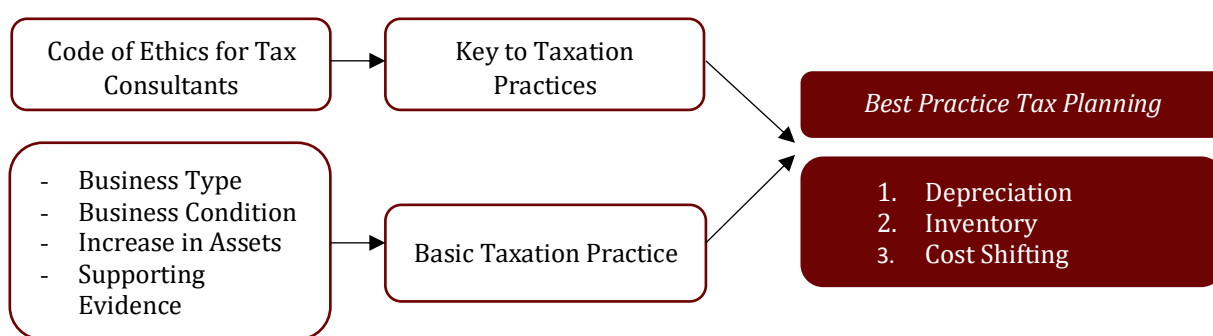 Code of Ethics for Tax
Consultants
Key to Taxation
Practices
Best Practice Tax Planning
- Business Type
- Business Condition
- Increase in Assets
- Supporting
Evidence
Basic Taxation Practice
1. Depreciation
2. Inventory
3. Cost Shifting